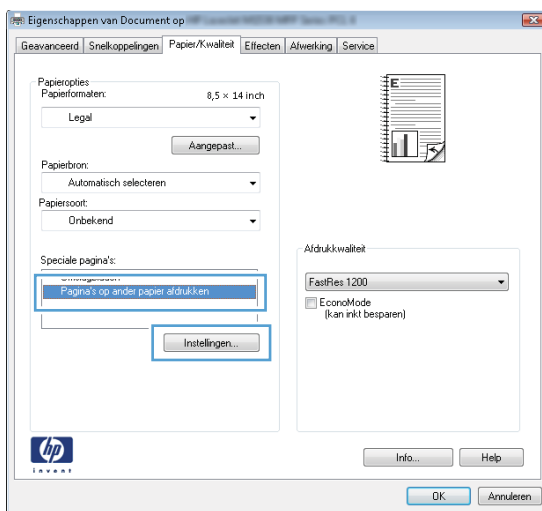 Eigenschappen van Document op
Geavanceerd Snelkoppelingen Papier/Kwaliteit Effecten Afwerking Service
Papieropties
Papierformaten: 8,5 × 14 inch
Legal
Aangepast...
Papierbron:
Automatisch selecteren
Papiersoort:
Onbekend
Speciale pagina's:
Pagina's op ander papier afdrukken
Instellingen...
E
Afdrukkwaliteit
FastRes 1200
EconoMode
(kan inkt besparen)
hp
invent
Info... Help
OK Annuleren